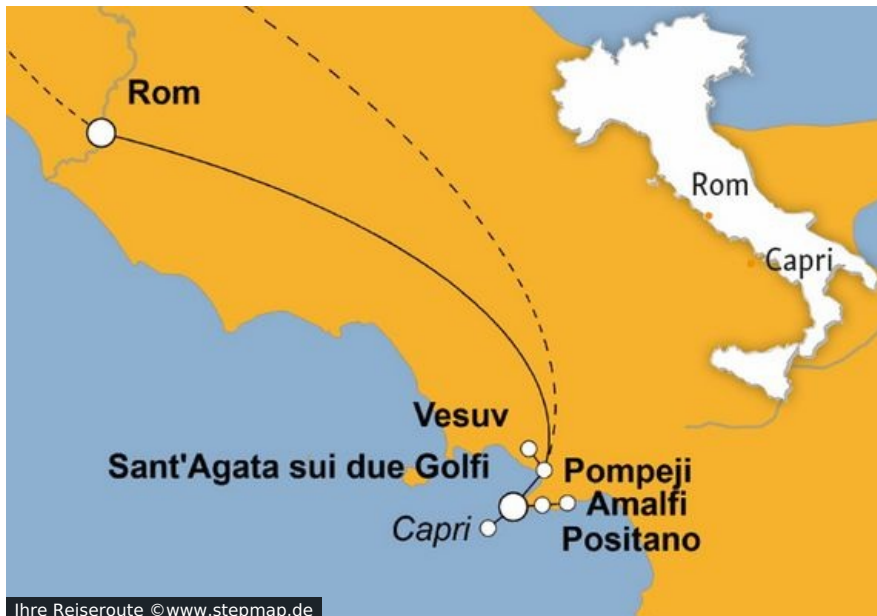 Rom
Rom
Capri
Vesuv
Sant'Agata sui due Golfi
Pompeji
Amalfi
Capri
Positano
Ihre Reiseroute ©www.stepmap.de